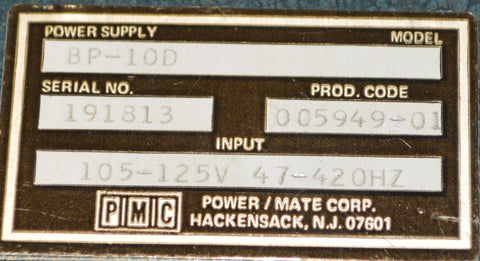 POWER SUPPLY MODEL
BP-10D
SERIAL NO. PROD. CODE
191813 005949-01
INPUT
105-125V 47-420HZ
PMC POWER / MATE CORP.
HACKENSACK, N.J. 07601